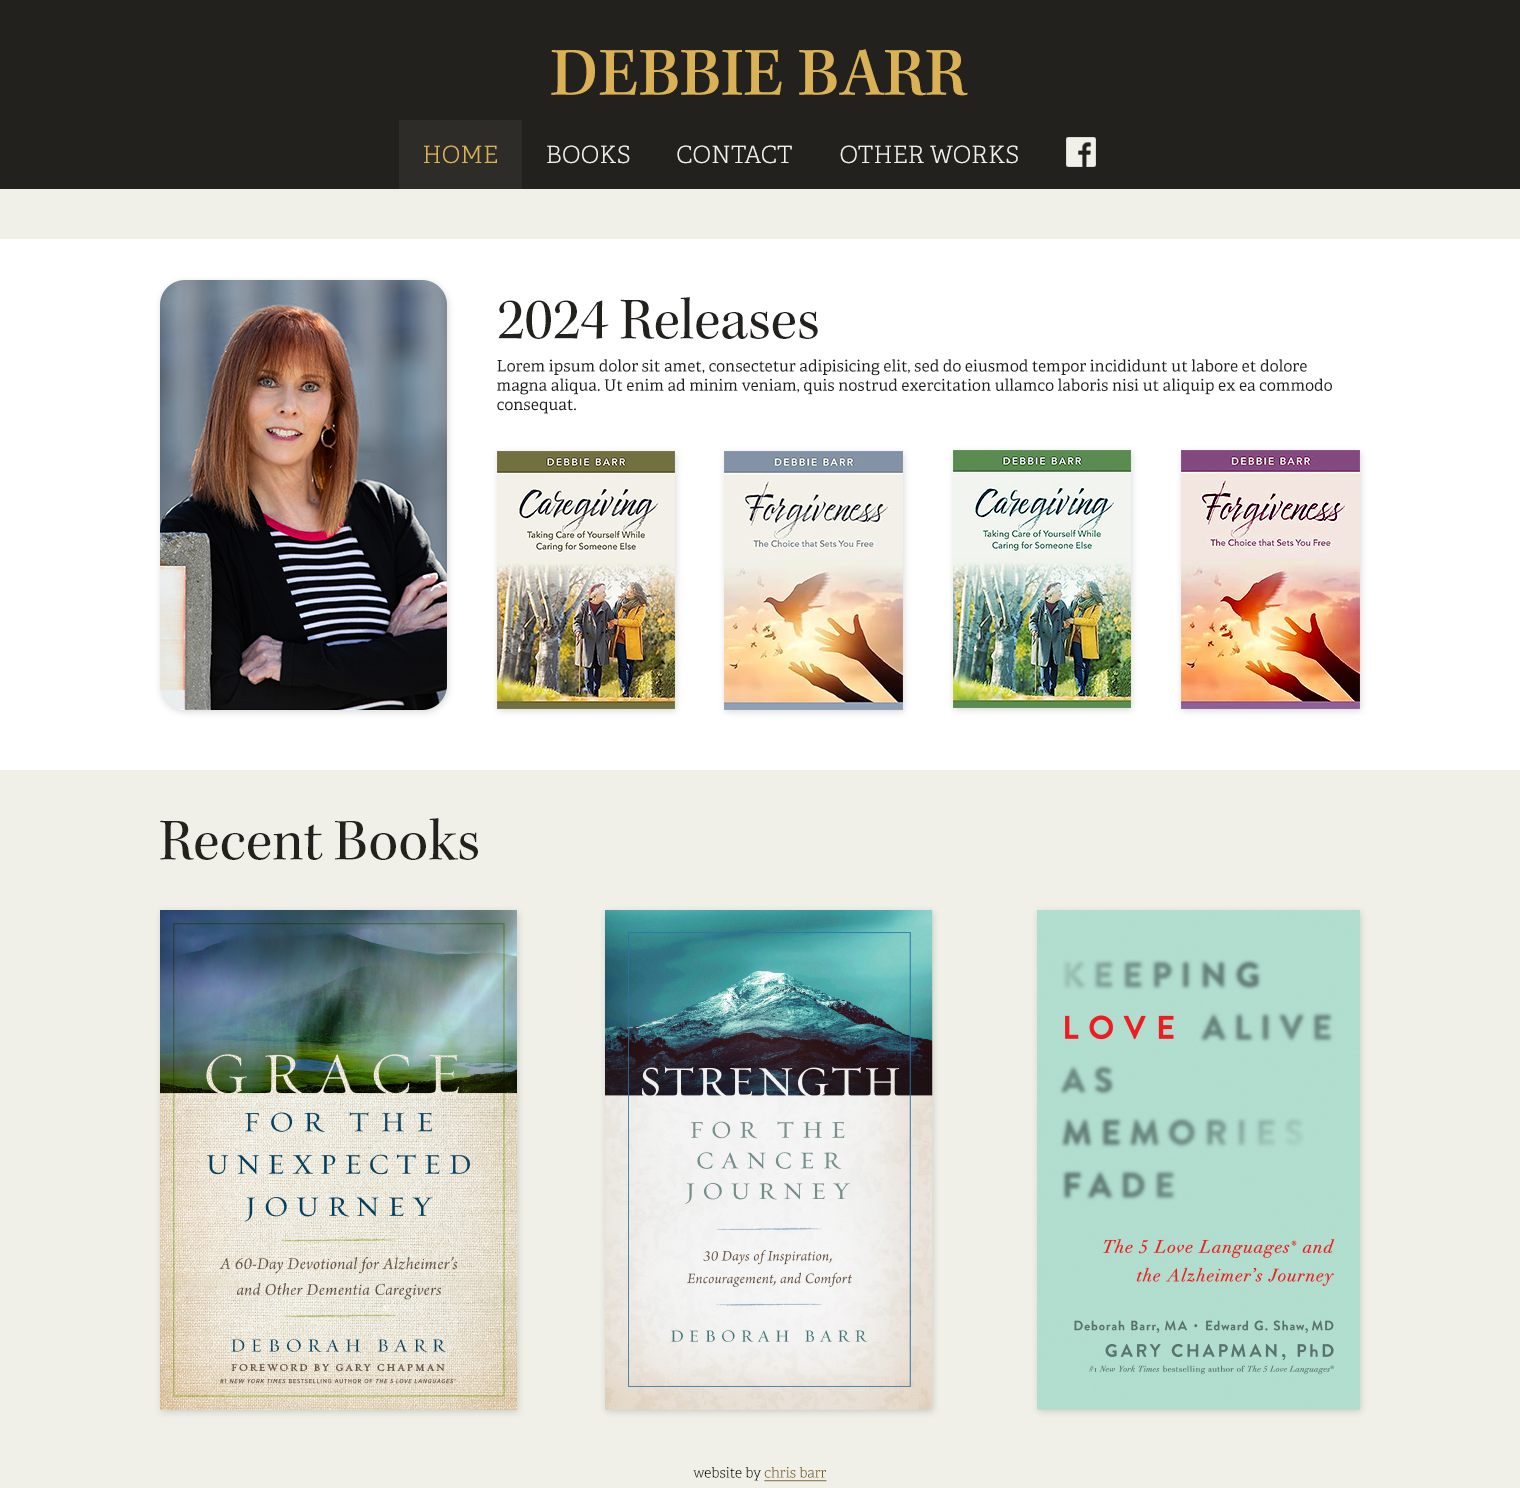 DEBBIE BARR
HOME BOOKS CONTACT OTHER WORKS
2024 Releases
Lorem ipsum dolor sit amet, consectetur adipisicing elit, sed do eiusmod tempor incididunt ut labore et dolore
magna aliqua. Ut enim ad minim veniam, quis nostrud exercitation ullamco laboris nisi ut aliquip ex ea commodo
consequat.
DEBBIE BARR
Caregiving
Taking Care of Yourself While
Caring for Someone Else
DEBBIE BARR
Forgiveness
The Choice that Sets You Free
DEBBIE BARR
Caregiving
Taking Care of Yourself While
Caring for Someone Else
DEBBIE BARR
Forgiveness
The Choice that Sets You Free
Recent Books
GRACE
FOR THE
UNEXPECTED
JOURNEY
A 60-Day Devotional for Alzheimer's
and Other Dementia Caregivers
DEBORAH BARR
FOREWORD BY GARY CHAPMAN
#1 NEW YORK TIMES BESTSELLING AUTHOR OF THE 5 LOVE LANGUAGES®
STRENGTH
FOR THE
CANCER
JOURNEY
30 Days of Inspiration,
Encouragement, and Comfort
DEBORAH BARR
KEEPING
LOVE ALIVE
AS
MEMORIES
FADE
The 5 Love Languages® and
the Alzheimer's Journey
Deborah Barr, MA • Edward G. Shaw, MD
GARY CHAPMAN, PhD
#1 New York Times bestselling author of The 5 Love Languages®
website by chris barr